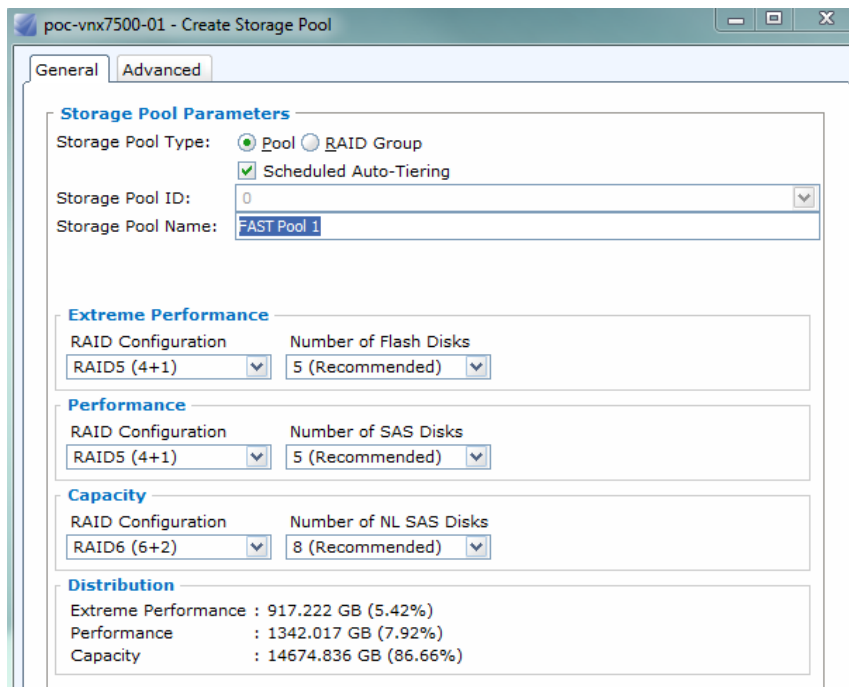 poc-vnx7500-01 - Create Storage Pool
General Advanced
Storage Pool Parameters
Storage Pool Type: Pool RAID Group
Scheduled Auto-Tiering
Storage Pool ID: 0
Storage Pool Name: FAST Pool 1
Extreme Performance
RAID Configuration Number of Flash Disks
RAID5 (4+1) 5 (Recommended)
Performance
RAID Configuration Number of SAS Disks
RAID5 (4+1) 5 (Recommended)
Capacity
RAID Configuration Number of NL SAS Disks
RAID6 (6+2) 8 (Recommended)
Distribution
Extreme Performance : 917.222 GB (5.42%)
Performance : 1342.017 GB (7.92%)
Capacity : 14674.836 GB (86.66%)